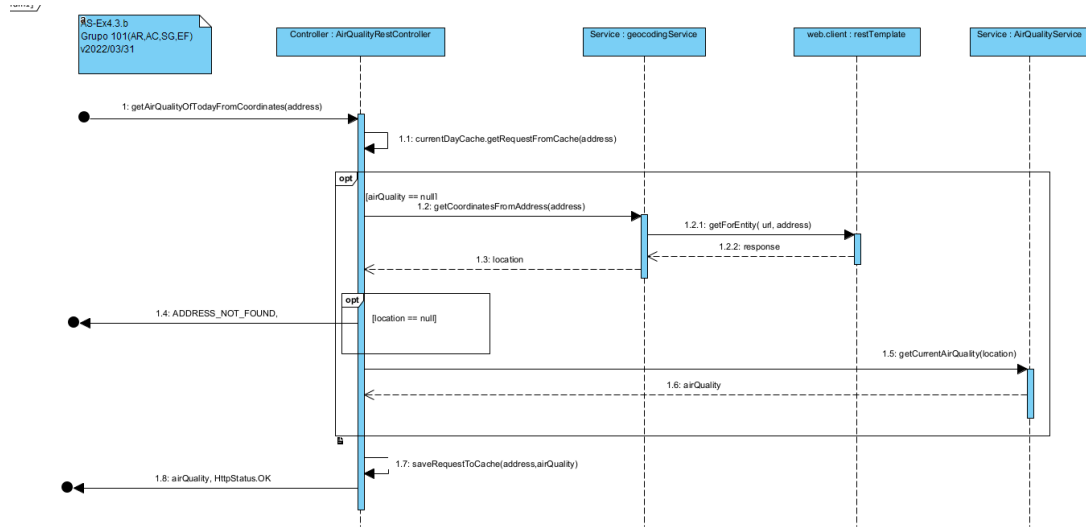 AS-Ex4.3.b
Grupo 101(AR,AC,SG,EF)
v2022/03/31
Controller : AirQualityRestController
Service : geocodingService
web.client : restTemplate
Service : AirQualityService
1: getAirQualityOfTodayFromCoordinates(address)
1.1: currentDayCache.getRequestFromCache(address)
opt
[airQuality == null]
1.2: getCoordinatesFromAddress(address)
1.2.1: getForEntity( url, address)
1.2.2: response
1.3: location
opt
1.4: ADDRESS_NOT_FOUND,
[location == null]
1.5: getCurrentAirQuality(location)
1.6: airQuality
1.7: saveRequestToCache(address,airQuality)
1.8: airQuality, HttpStatus.OK